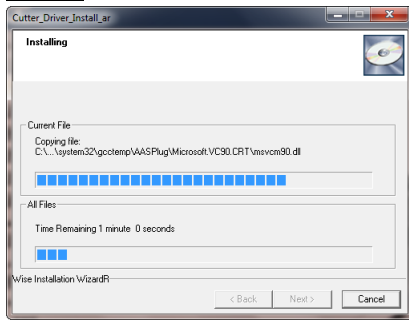 Cutter_Driver_Install_ar
Installing
Current File
Copying file:
C:\...\system32\gcctemp\AASPlug\Microsoft.VC90.CRT\msvcm90.dll
All Files
Time Remaining 1 minute 0 seconds
Wise Installation WizardR
< Back Next > Cancel